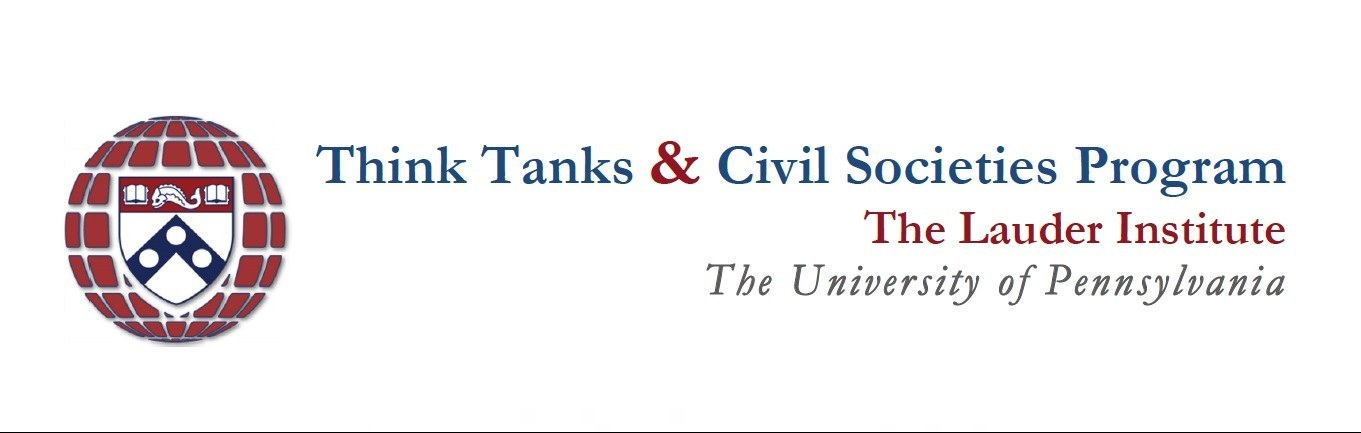 Think Tanks & Civil Societies Program
The Lauder Institute
The University of Pennsylvania